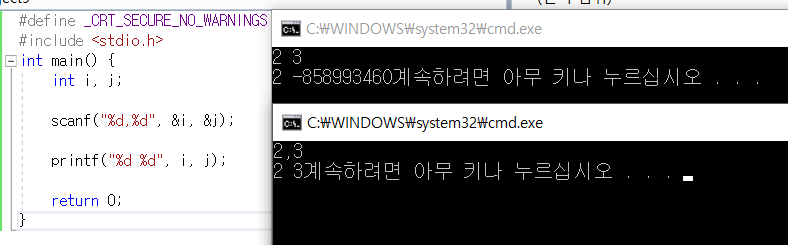 #define _CRT_SECURE_NO_WARNINGS
#include <stdio.h>
int main() {
int i, j;
scanf("%d,%d", &i, &j);
printf("%d %d", i, j);
return 0;
}
C:\WINDOWS\system32\cmd.exe
2 3
2 -858993460계속하려면 아무 키나 누르십시오 . . .
C:\WINDOWS\system32\cmd.exe
2,3
2 3계속하려면 아무 키나 누르십시오 . . .